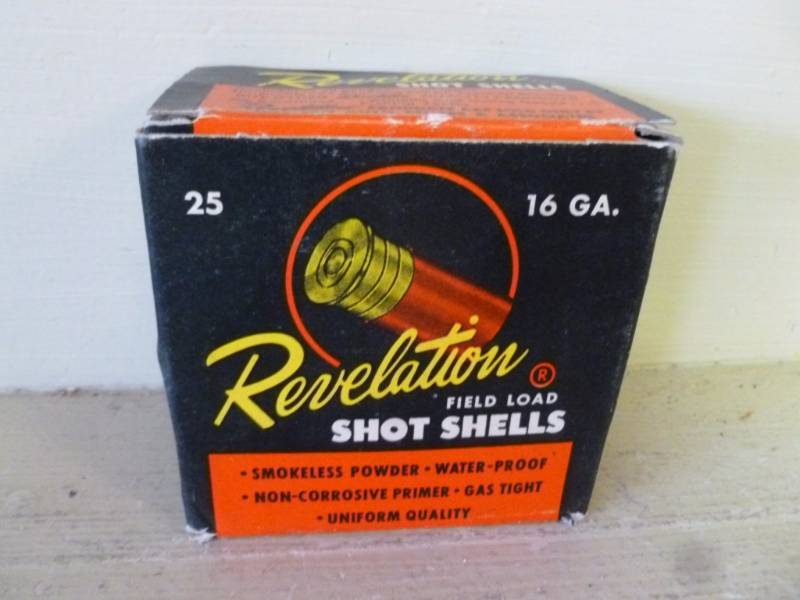 Revelation
SHOT SHELLS
25
16 GA.
Revelation ®
FIELD LOAD
SHOT SHELLS
• SMOKELESS POWDER • WATER-PROOF
• NON-CORROSIVE PRIMER • GAS TIGHT
• UNIFORM QUALITY